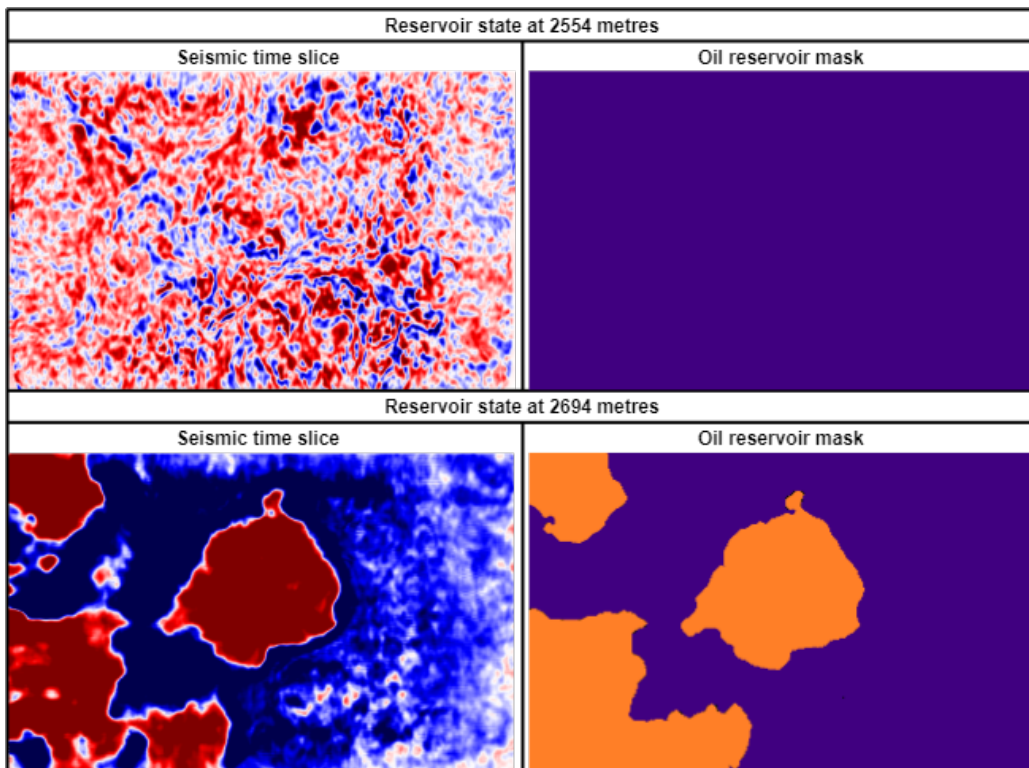 Reservoir state at 2554 metres
Seismic time slice
Oil reservoir mask
Reservoir state at 2694 metres
Seismic time slice
Oil reservoir mask